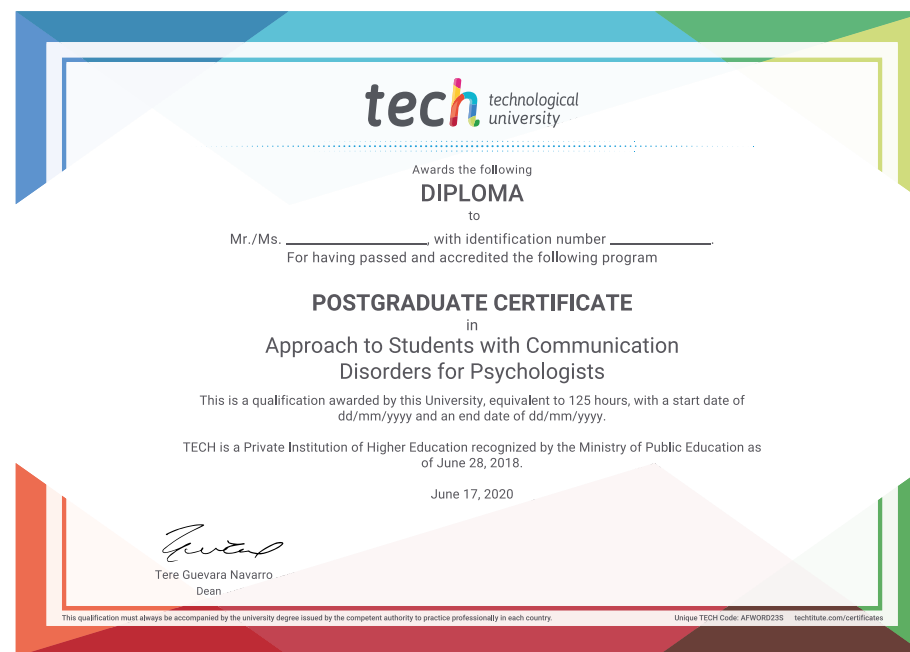 tech technological
university
Awards the following
DIPLOMA
to
Mr./Ms. ________________, with identification number ____________.
For having passed and accredited the following program
POSTGRADUATE CERTIFICATE
in
Approach to Students with Communication
Disorders for Psychologists
This is a qualification awarded by this University, equivalent to 125 hours, with a start date of
dd/mm/yyyy and an end date of dd/mm/yyyy.
TECH is a Private Institution of Higher Education recognized by the Ministry of Public Education as
of June 28, 2018.
June 17, 2020
Tere Guevara Navarro
Dean
This qualification must always be accompanied by the university degree issued by the competent authority to practice professionally in each country.
Unique TECH Code: AFWORD23S techtitute.com/certificates